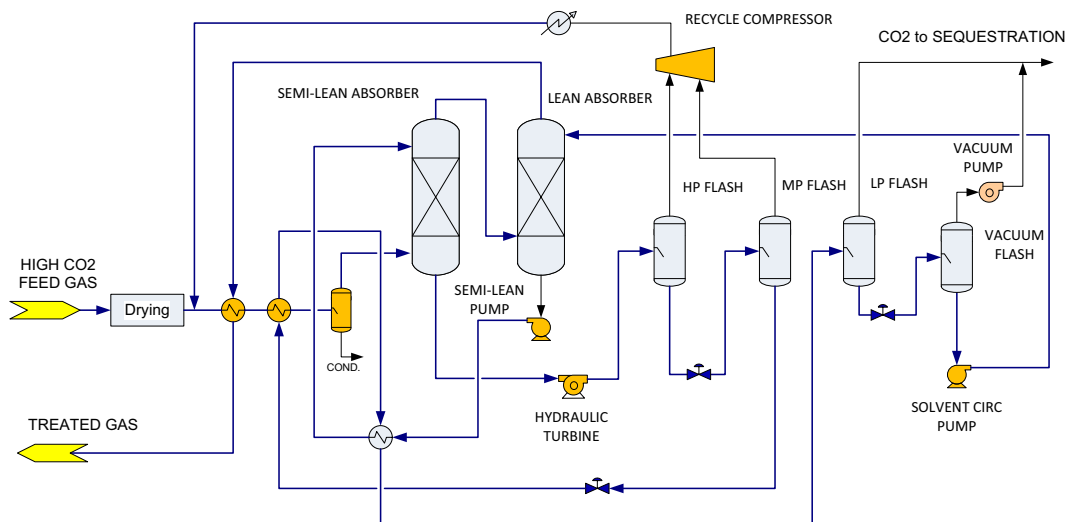 RECYCLE COMPRESSOR
CO2 to SEQUESTRATION
SEMI-LEAN ABSORBER
LEAN ABSORBER
VACUUM
PUMP
HP FLASH
MP FLASH
LP FLASH
VACUUM
FLASH
HIGH CO2
FEED GAS
Drying
SEMI-LEAN
PUMP
COND.
HYDRAULIC
TURBINE
SOLVENT CIRC
PUMP
TREATED GAS